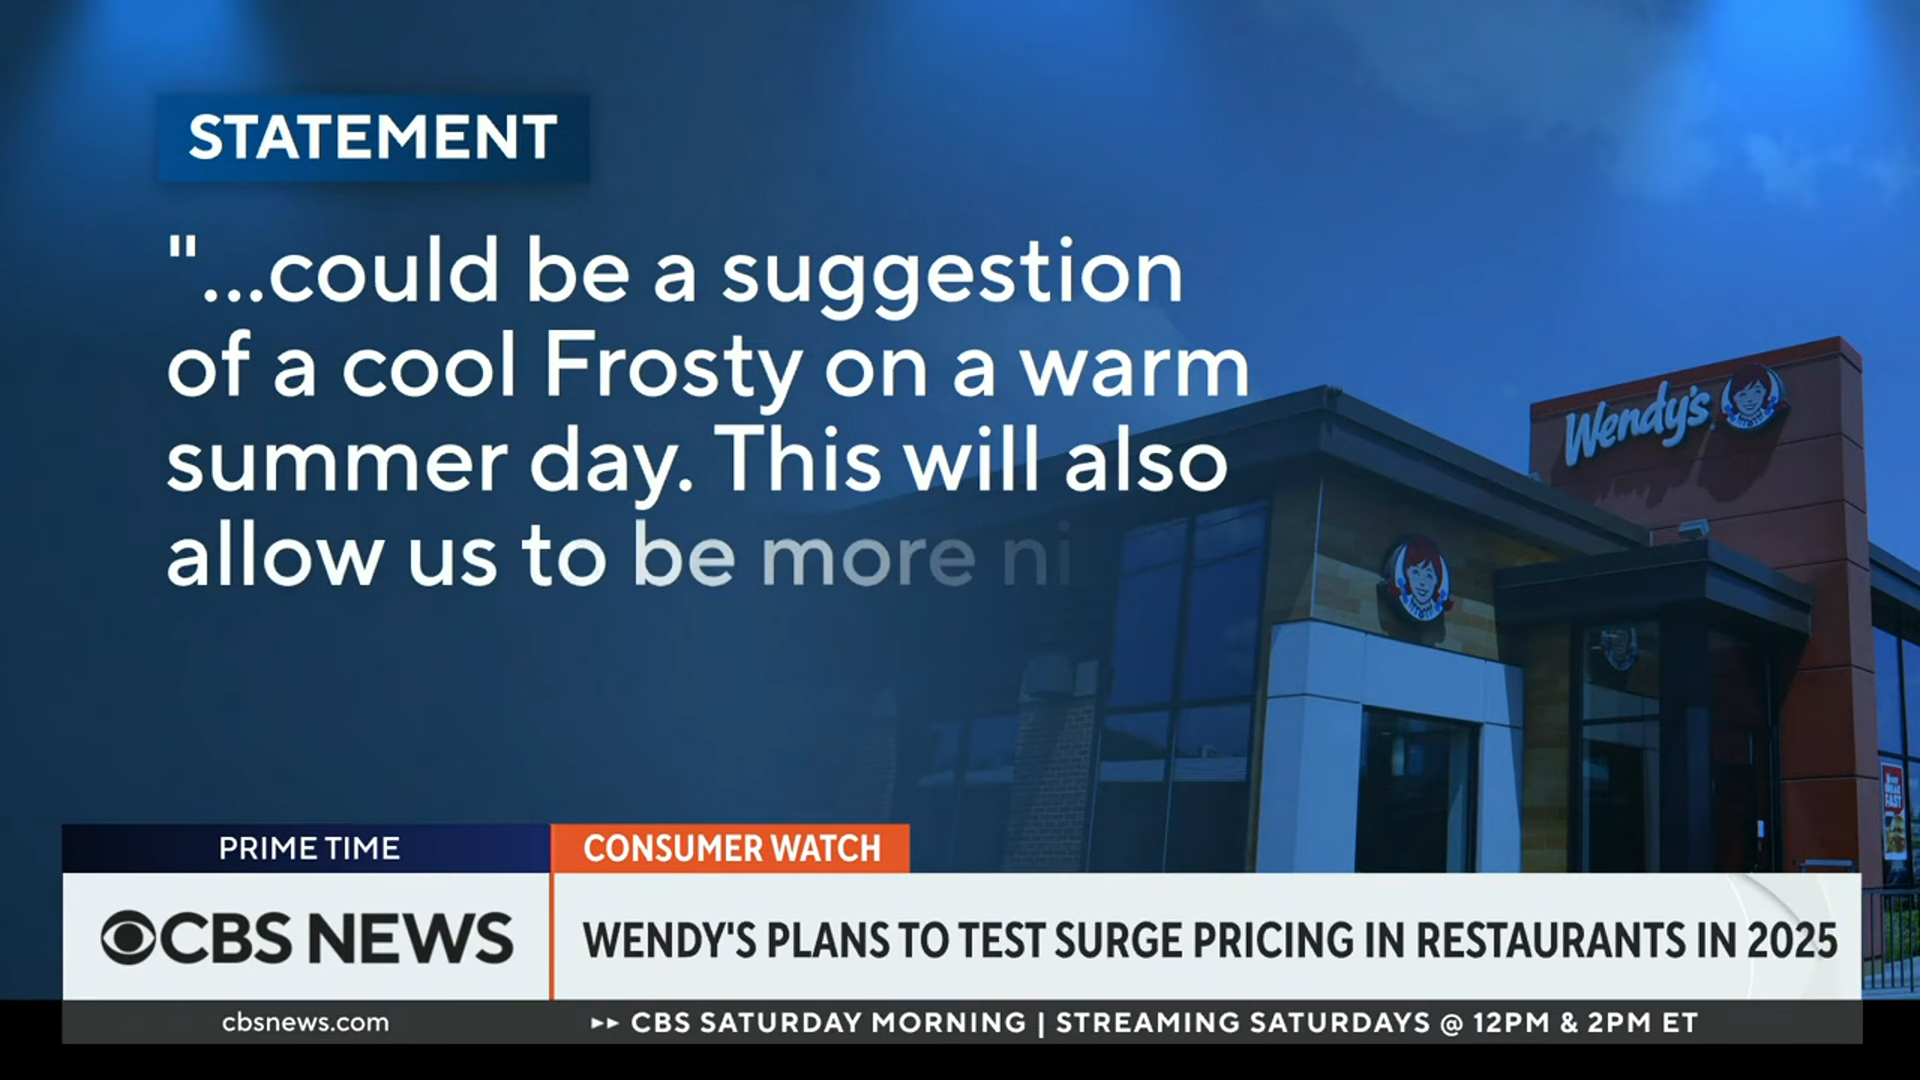 STATEMENT
"...could be a suggestion
of a cool Frosty on a warm
summer day. This will also
allow us to be more ni
Wendy's
PRIME TIME
CONSUMER WATCH
CBS NEWS
WENDY'S PLANS TO TEST SURGE PRICING IN RESTAURANTS IN 2025
cbsnews.com
CBS SATURDAY MORNING | STREAMING SATURDAYS @ 12PM & 2PM ET